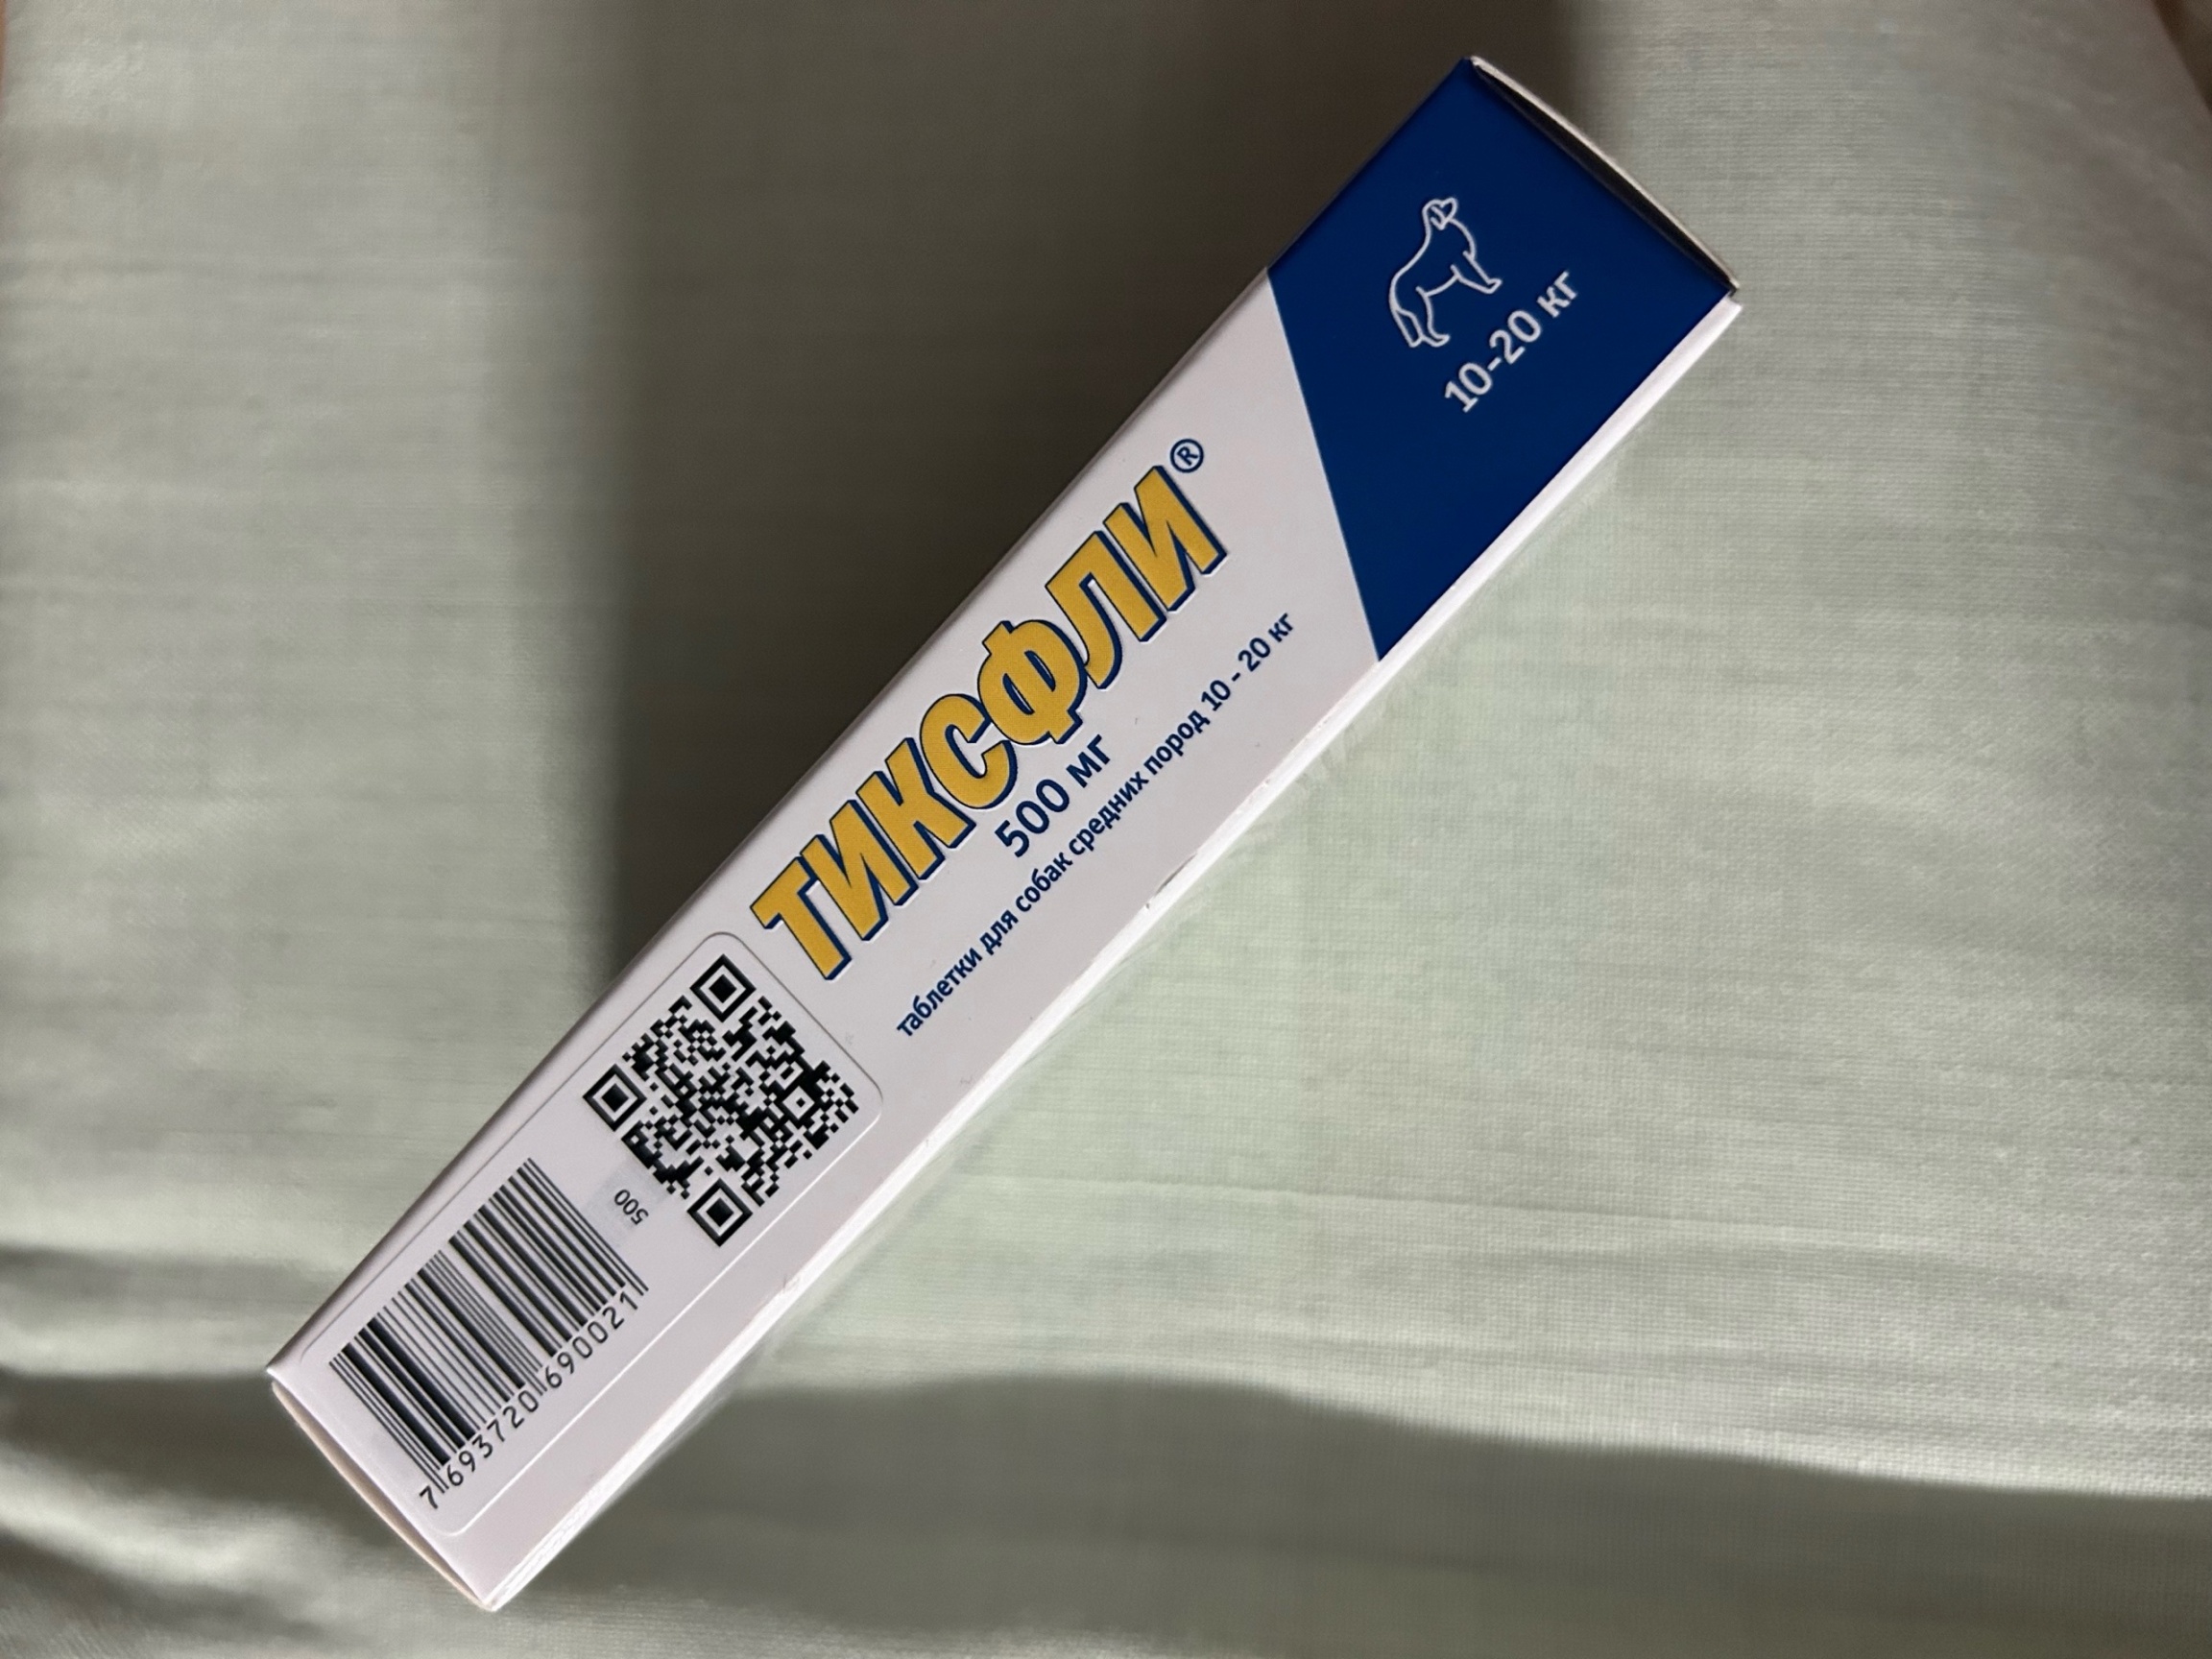 10-20 кг
ТИКСФЛИ®
500 мг
таблетки для собак средних пород 10 - 20 кг
500
7 693720 690021